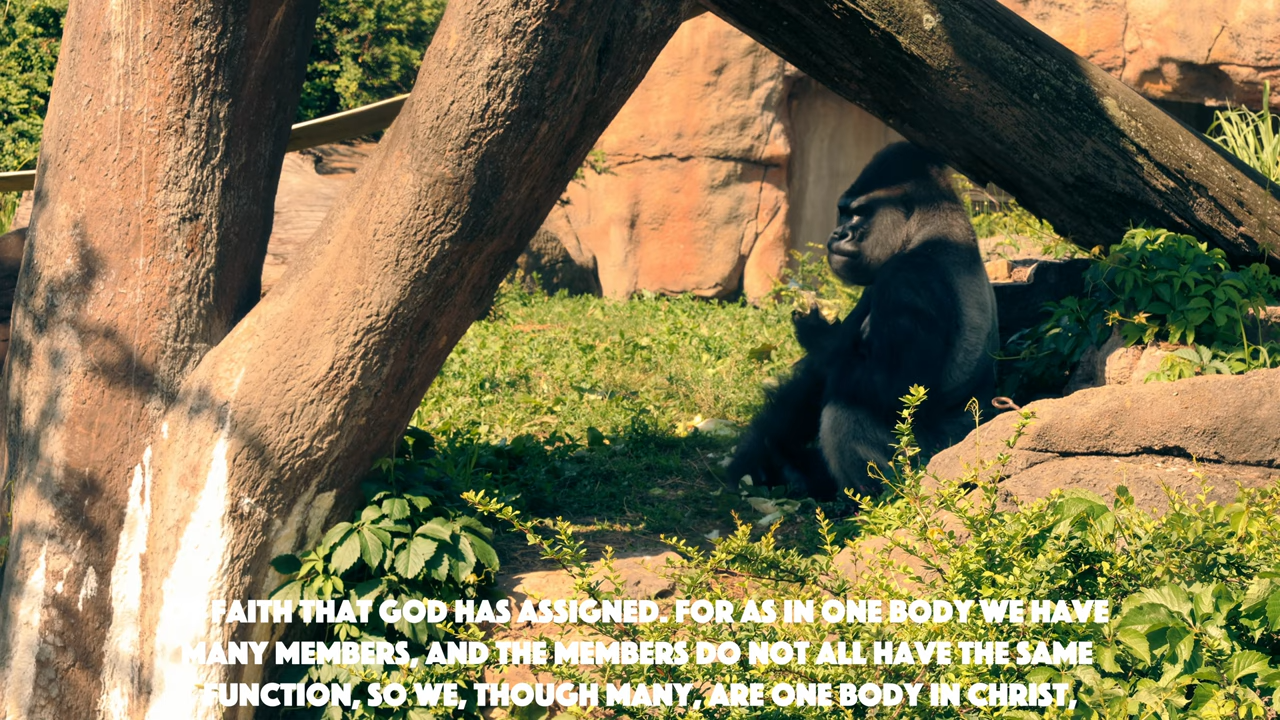 FAITH THAT GOD HAS ASSIGNED. FOR AS IN ONE BODY WE HAVE
MANY MEMBERS, AND THE MEMBERS DO NOT ALL HAVE THE SAME
FUNCTION, SO WE, THOUGH MANY, ARE ONE BODY IN CHRIST,